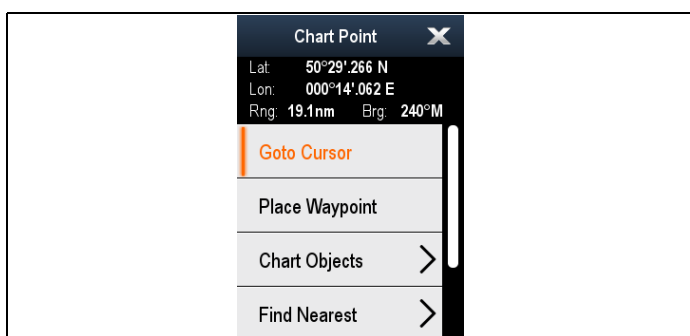 Chart Point
Lat: 50°29'.266 N
Lon: 000°14'.062 E
Rng: 19.1nm Brg: 240°M
Goto Cursor
Place Waypoint
Chart Objects
Find Nearest